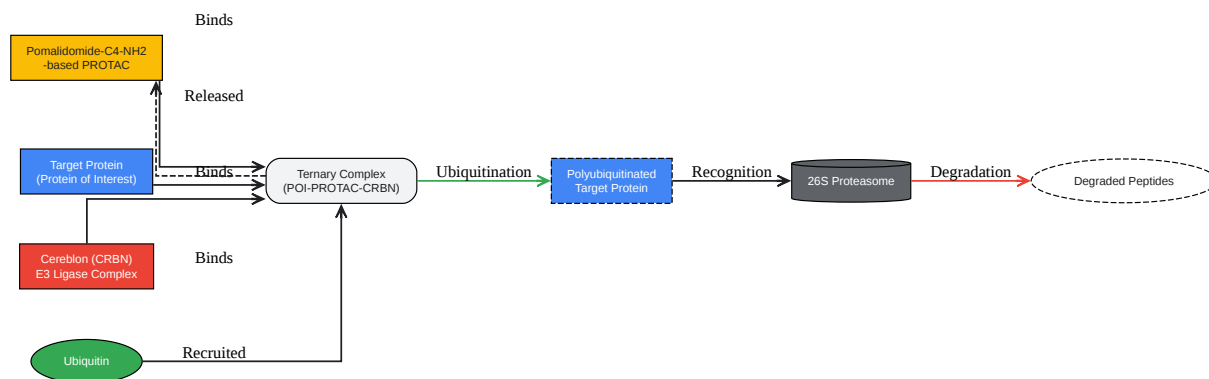 Binds
Pomalidomide-C4-NH2
-based PROTAC
Released
Target Protein
(Protein of Interest)
Binds
Ternary Complex
(POI-PROTAC-CRBN)
Ubiquitination
Polyubiquitinated
Target Protein
Recognition
26S Proteasome
Degradation
Degraded Peptides
Cereblon (CRBN)
E3 Ligase Complex
Binds
Ubiquitin
Recruited